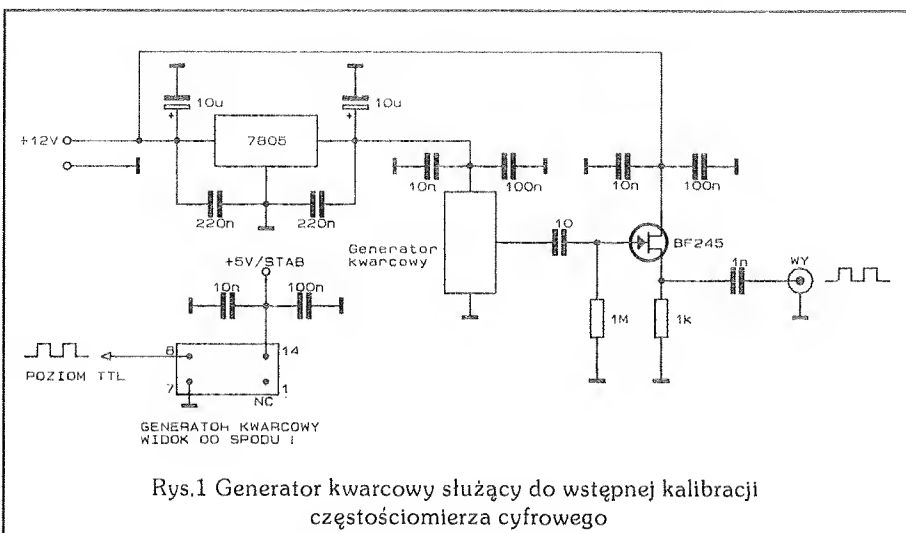 10u
10u
+12V
7805
220n
220n
10n
100n
10n
100n
Generator
kwarcowy
10
BF245
1n
WY
1M
1k
+5V/STAB
10n
100n
8
14
POZIOM TTL
7
1
NC
GENERATOR KWARCOWY
WIDOK OD SPODU !
Rys.1 Generator kwarcowy służący do wstępnej kalibracji
częstościomierza cyfrowego